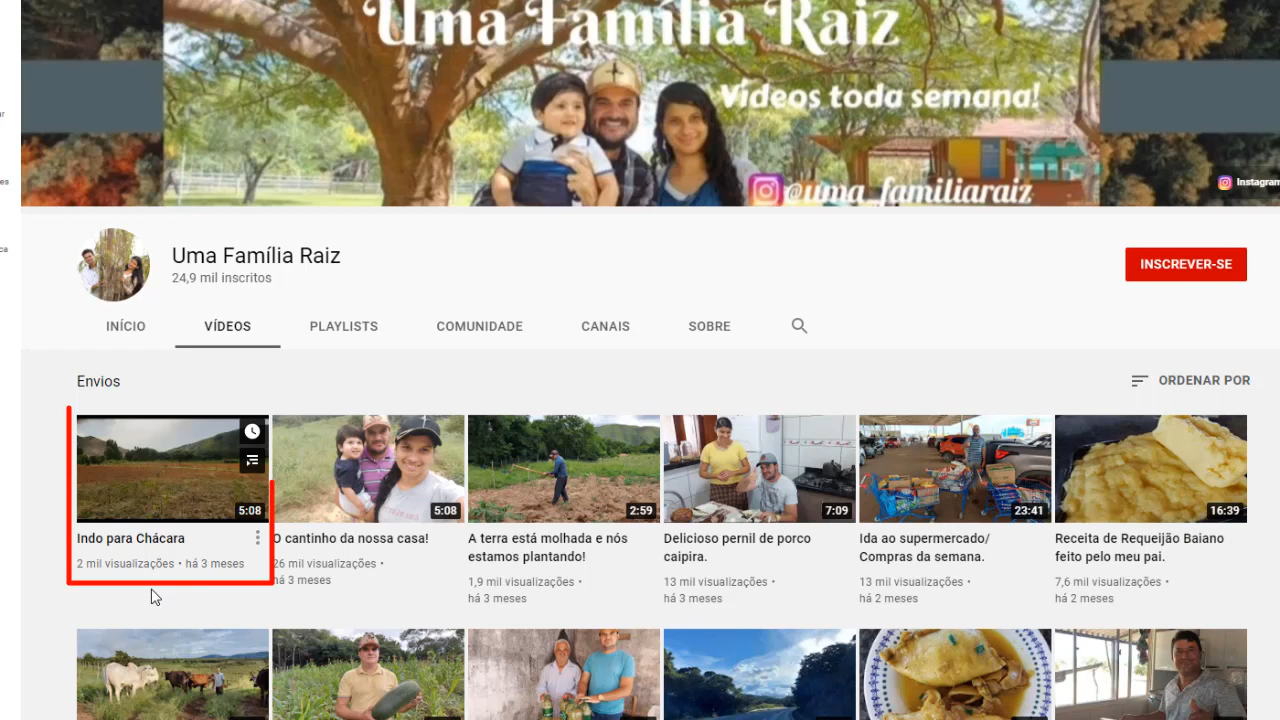 Uma Família Raiz
Vídeos toda semana!
@uma_familiaraiz
Instagram
Uma Família Raiz
24,9 mil inscritos
INSCREVER-SE
INÍCIO
VÍDEOS
PLAYLISTS
COMUNIDADE
CANAIS
SOBRE
Envios
ORDENAR POR
5:08
Indo para Chácara
2 mil visualizações • há 3 meses
5:08
O cantinho da nossa casa!
26 mil visualizações •
há 3 meses
2:59
A terra está molhada e nós
estamos plantando!
1,9 mil visualizações •
há 3 meses
7:09
Delicioso pernil de porco
caipira.
13 mil visualizações •
há 3 meses
23:41
Ida ao supermercado/
Compras da semana.
13 mil visualizações •
há 2 meses
16:39
Receita de Requeijão Baiano
feito pelo meu pai.
7,6 mil visualizações •
há 2 meses